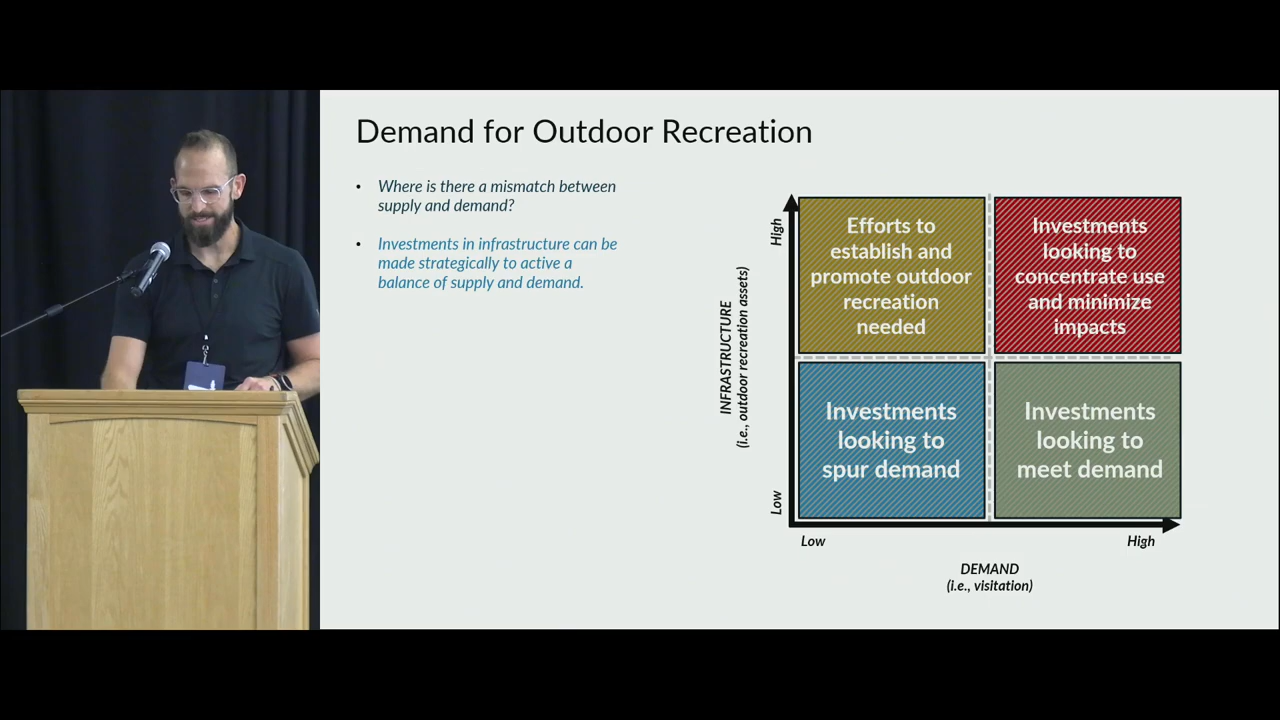 Demand for Outdoor Recreation
• Where is there a mismatch between
supply and demand?
• Investments in infrastructure can be
made strategically to active a
balance of supply and demand.
INFRASTRUCTURE
(i.e., outdoor recreation assets)
High
Low
Efforts to
establish and
promote outdoor
recreation
needed
Investments
looking to
concentrate use
and minimize
impacts
Investments
looking to
spur demand
Investments
looking to
meet demand
Low
High
DEMAND
(i.e., visitation)